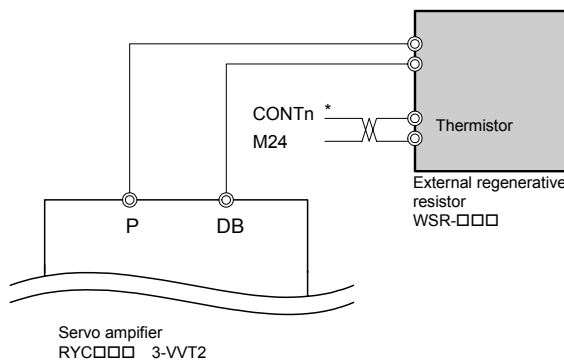 CONTn *
M24
Thermistor
External regenerative
resistor
WSR-□□□
P DB
Servo ampifier
RYC□□□ 3-VVT2